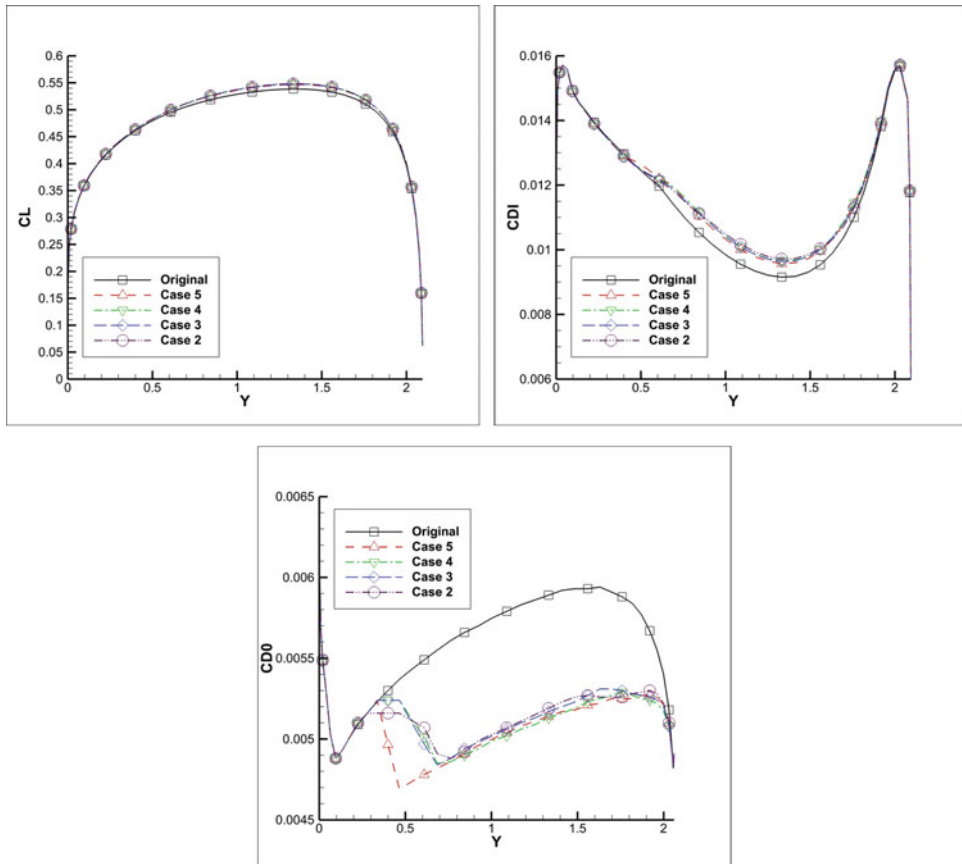 0.6
0.55
0.5
0.45
0.4
0.35
0.3
0.25
0.2
0.15
0.1
0.05
0
CL
Original
Case 5
Case 4
Case 3
Case 2
0 0.5 1 1.5 2
Y
0.016
0.014
0.012
0.01
0.008
0.006
CDI
Original
Case 5
Case 4
Case 3
Case 2
0 0.5 1 1.5 2
Y
0.0065
0.006
0.0055
0.005
0.0045
CD0
Original
Case 5
Case 4
Case 3
Case 2
0 0.5 1 1.5 2
Y